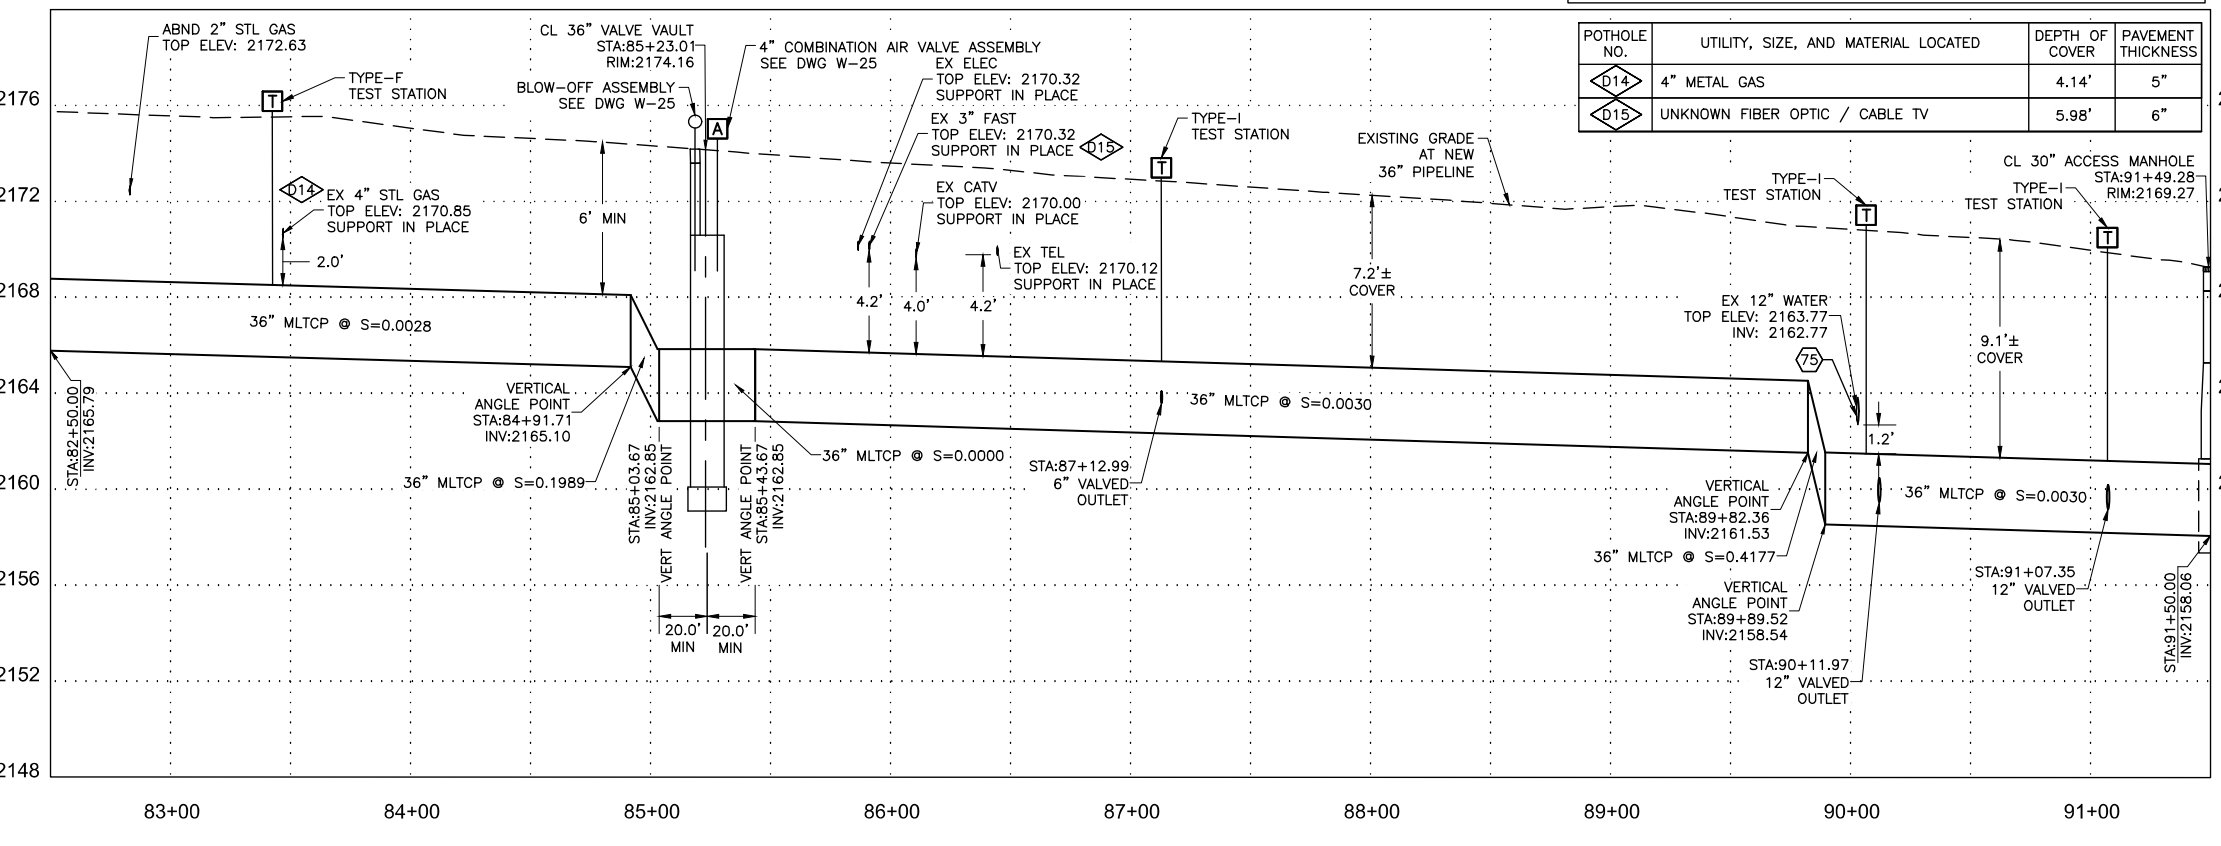 ABND 2” STL GAS
TOP ELEV: 2172.63
TYPE-F
TEST STATION
T
CL 36” VALVE VAULT
STA:85+23.01
RIM:2174.16
BLOW-OFF ASSEMBLY
SEE DWG W-25
A
4” COMBINATION AIR VALVE ASSEMBLY
SEE DWG W-25
EX ELEC
TOP ELEV: 2170.32
SUPPORT IN PLACE
EX 3” FAST
TOP ELEV: 2170.32
SUPPORT IN PLACE
D15
EX CATV
TOP ELEV: 2170.00
SUPPORT IN PLACE
EX TEL
TOP ELEV: 2170.12
SUPPORT IN PLACE
TYPE-I
TEST STATION
T
EXISTING GRADE
AT NEW
36” PIPELINE
POTHOLE NO. UTILITY, SIZE, AND MATERIAL LOCATED DEPTH OF COVER PAVEMENT THICKNESS
D14 4” METAL GAS 4.14’ 5”
D15 UNKNOWN FIBER OPTIC / CABLE TV 5.98’ 6”
CL 30” ACCESS MANHOLE
STA:91+49.28
RIM:2169.27
TYPE-I
TEST STATION
T
TYPE-I
TEST STATION
T
D14
EX 4” STL GAS
TOP ELEV: 2170.85
SUPPORT IN PLACE
2.0’
6’ MIN
4.2’
4.0’
4.2’
7.2’±
COVER
EX 12” WATER
TOP ELEV: 2163.77
INV: 2162.77
75
9.1’±
COVER
1.2’
36” MLTCP @ S=0.0028
STA:82+50.00
INV:2165.79
VERTICAL
ANGLE POINT
STA:84+91.71
INV:2165.10
36” MLTCP @ S=0.1989
STA:85+03.67
INV:2162.85
VERT ANGLE POINT
VERT ANGLE POINT
STA:85+43.67
INV:2162.85
36” MLTCP @ S=0.0000
20.0’
MIN
20.0’
MIN
36” MLTCP @ S=0.0030
STA:87+12.99
6” VALVED
OUTLET
VERTICAL
ANGLE POINT
STA:89+82.36
INV:2161.53
36” MLTCP @ S=0.4177
VERTICAL
ANGLE POINT
STA:89+89.52
INV:2158.54
STA:90+11.97
12” VALVED
OUTLET
36” MLTCP @ S=0.0030
STA:91+07.35
12” VALVED
OUTLET
STA:91+50.00
INV:2158.06
2176
2172
2168
2164
2160
2156
2152
2148
83+00
84+00
85+00
86+00
87+00
88+00
89+00
90+00
91+00